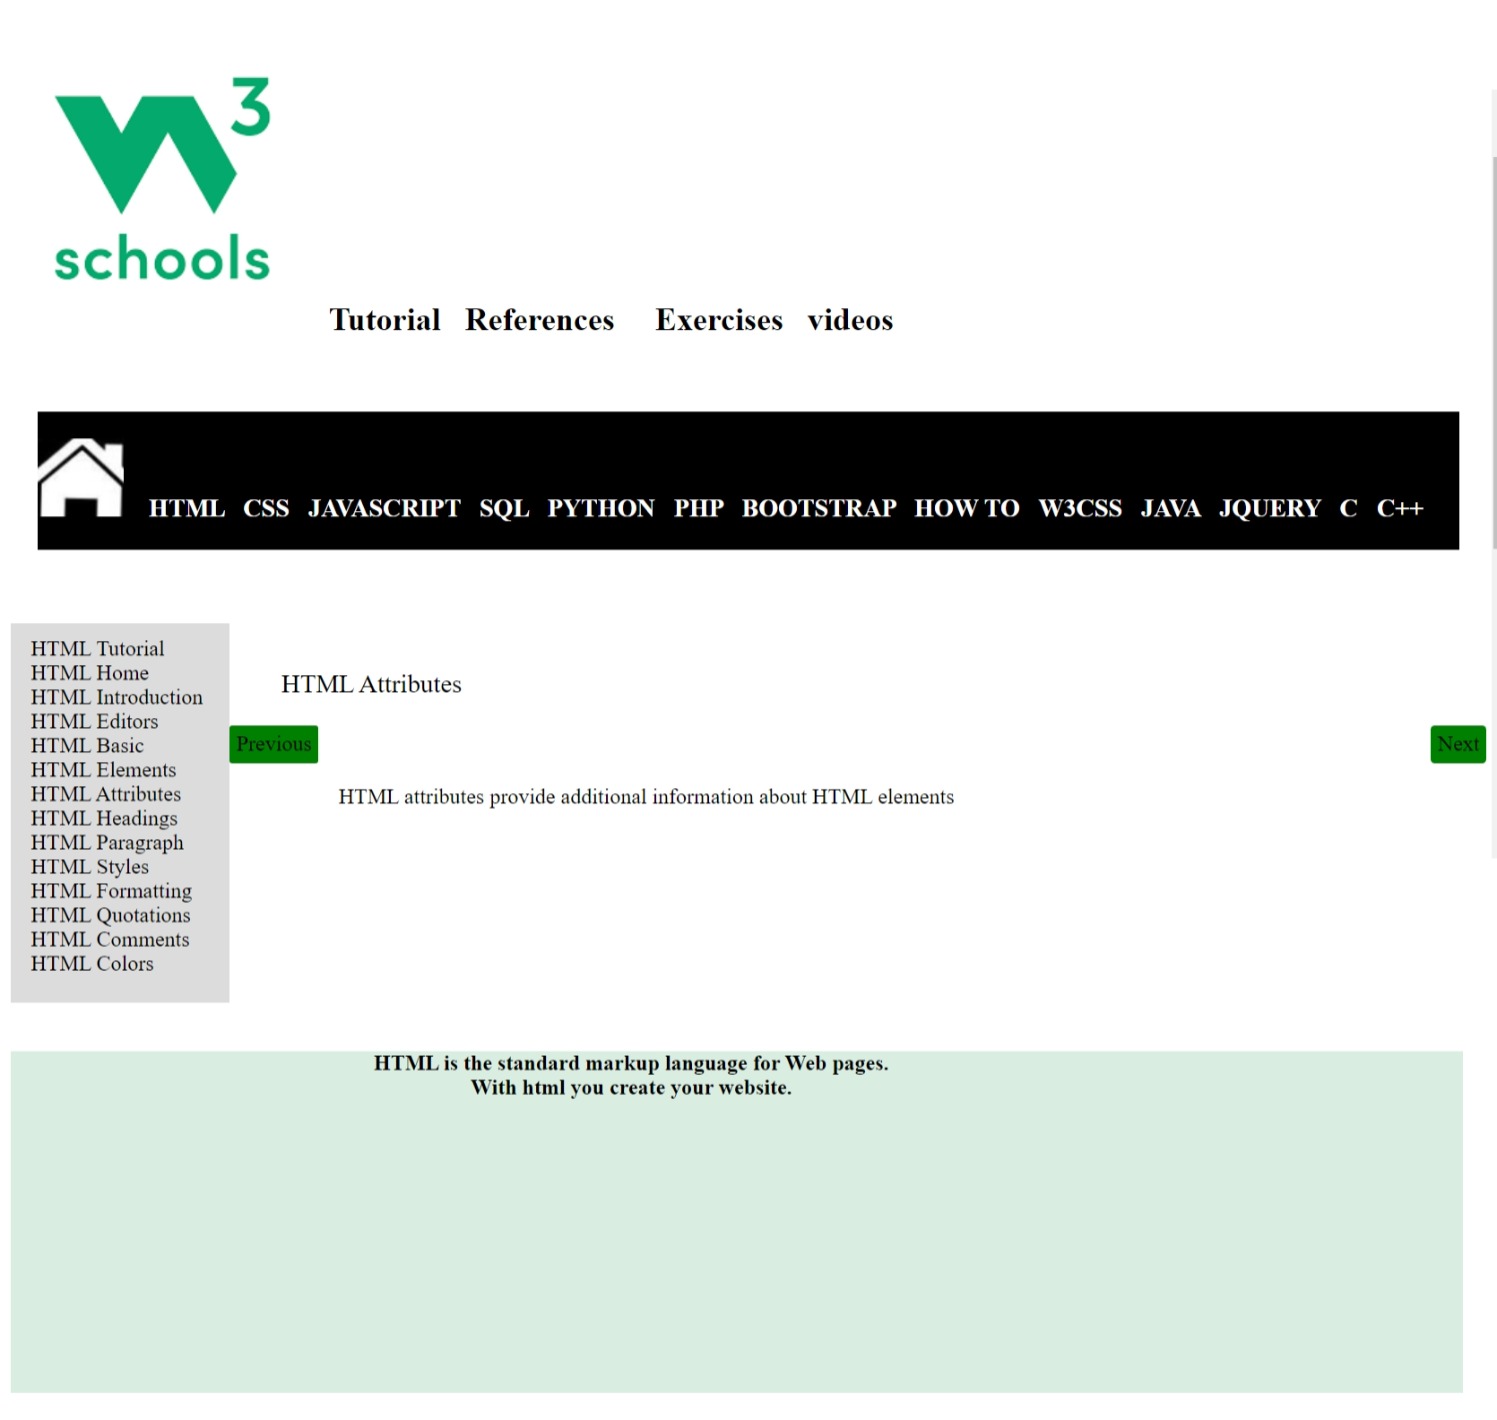 3
schools
Tutorial References Exercises videos
HTML CSS JAVASCRIPT SQL PYTHON PHP BOOTSTRAP HOW TO W3CSS JAVA JQUERY C C++
HTML Tutorial
HTML Home
HTML Introduction
HTML Editors
HTML Basic
HTML Elements
HTML Attributes
HTML Headings
HTML Paragraph
HTML Styles
HTML Formatting
HTML Quotations
HTML Comments
HTML Colors
HTML Attributes
Previous Next
HTML attributes provide additional information about HTML elements
HTML is the standard markup language for Web pages.
With html you create your website.